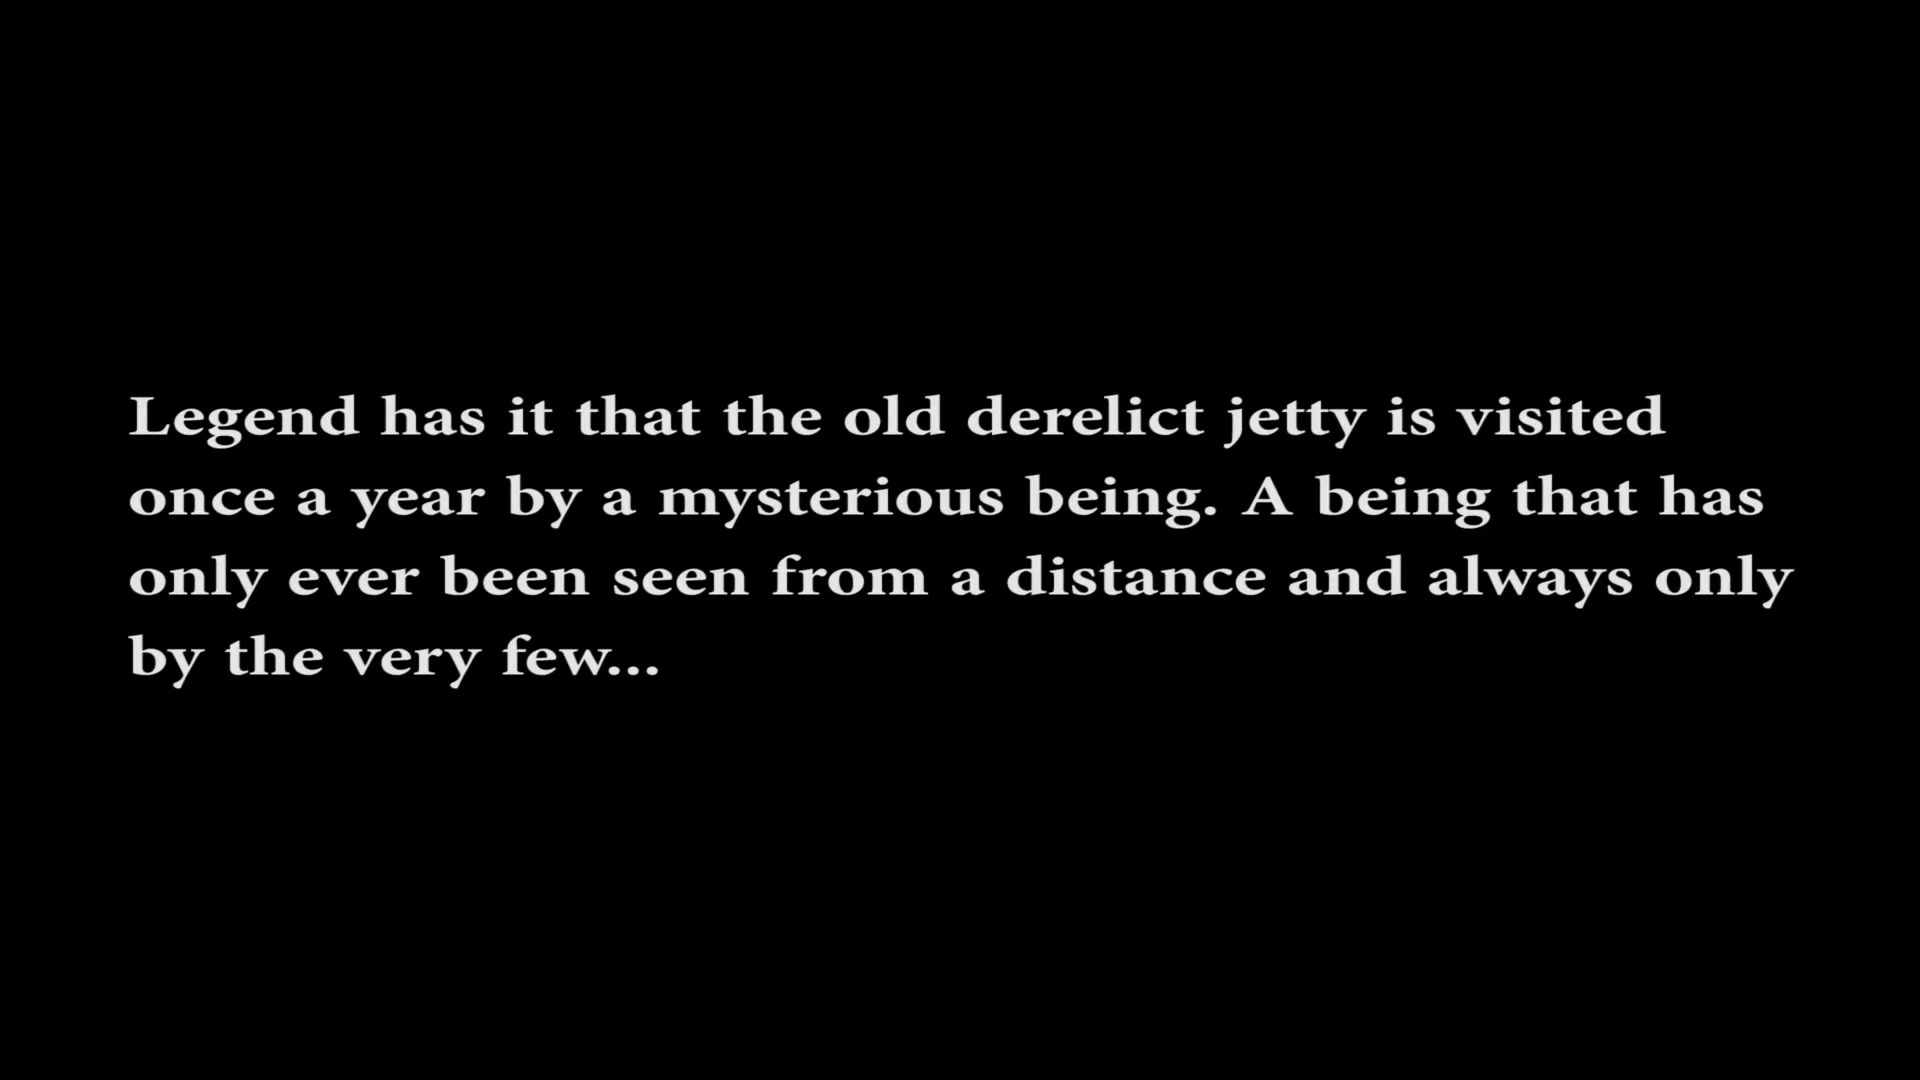 Legend has it that the old derelict jetty is visited
once a year by a mysterious being. A being that has
only ever been seen from a distance and always only
by the very few...